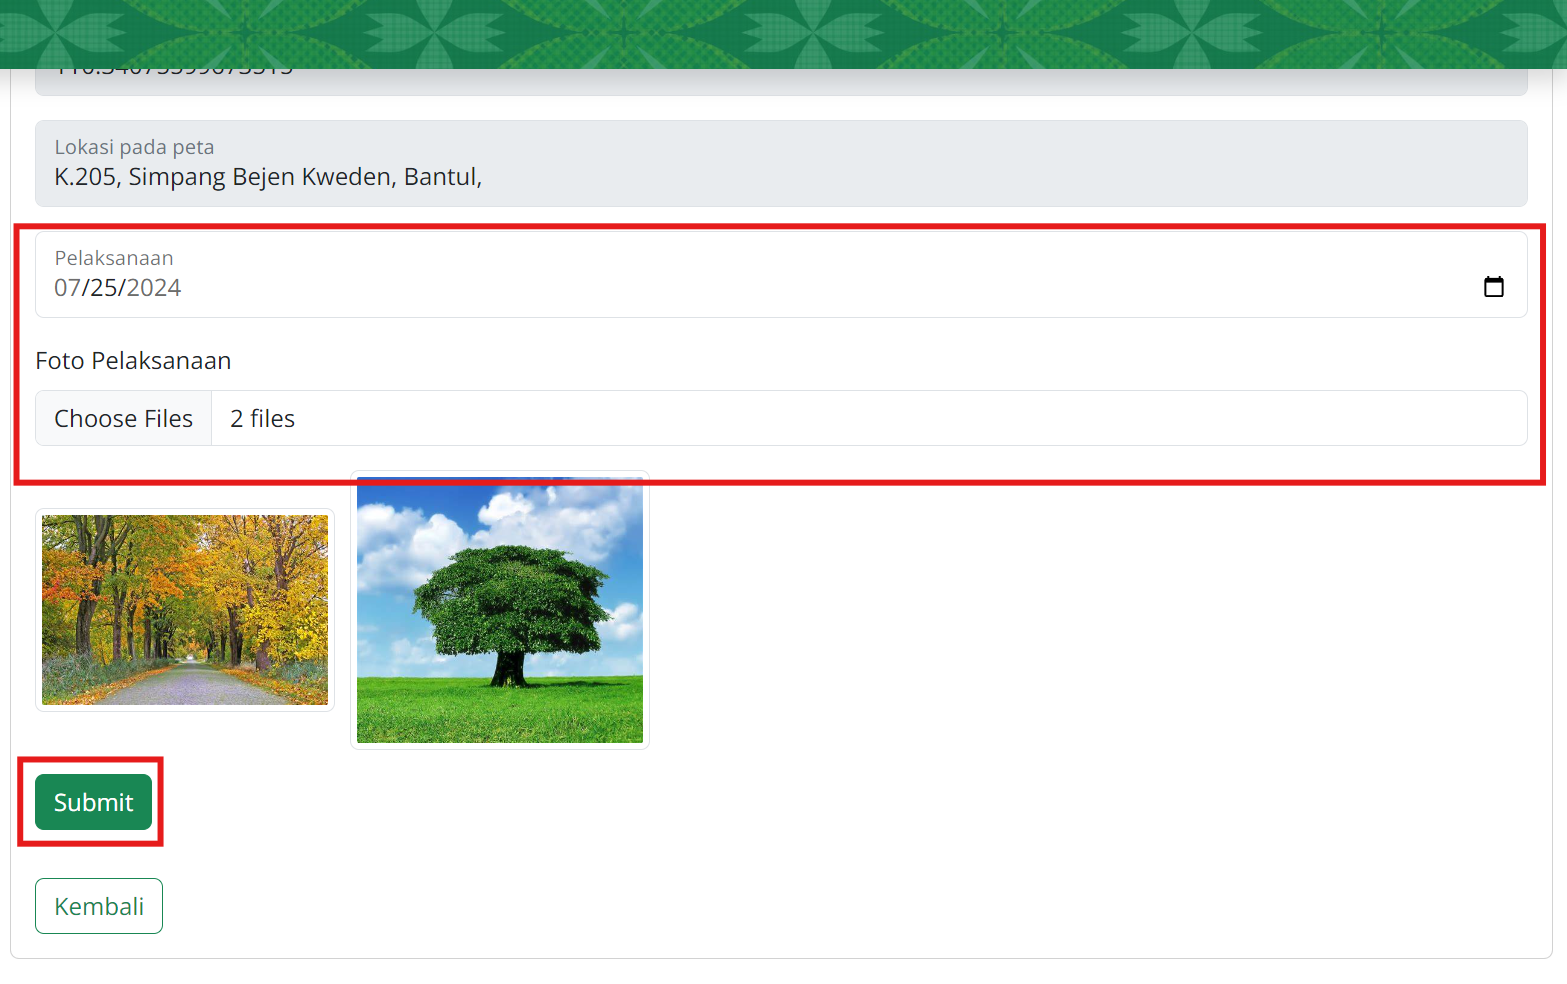 Lokasi pada peta
K.205, Simpang Bejen Kweden, Bantul,
Pelaksanaan
07/25/2024
Foto Pelaksanaan
Choose Files 2 files
Submit
Kembali